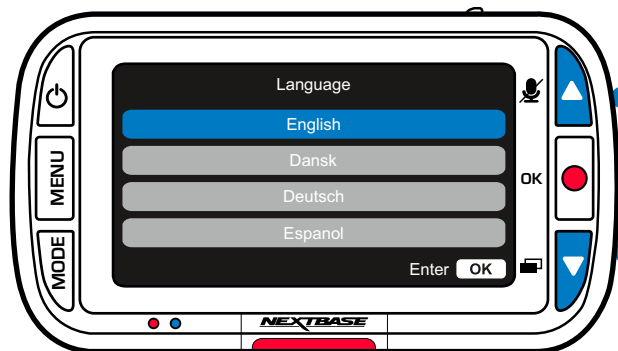 Language
English
Dansk
Deutsch
Espanol
Enter OK
MENU
MODE
OK
NEXTBASE